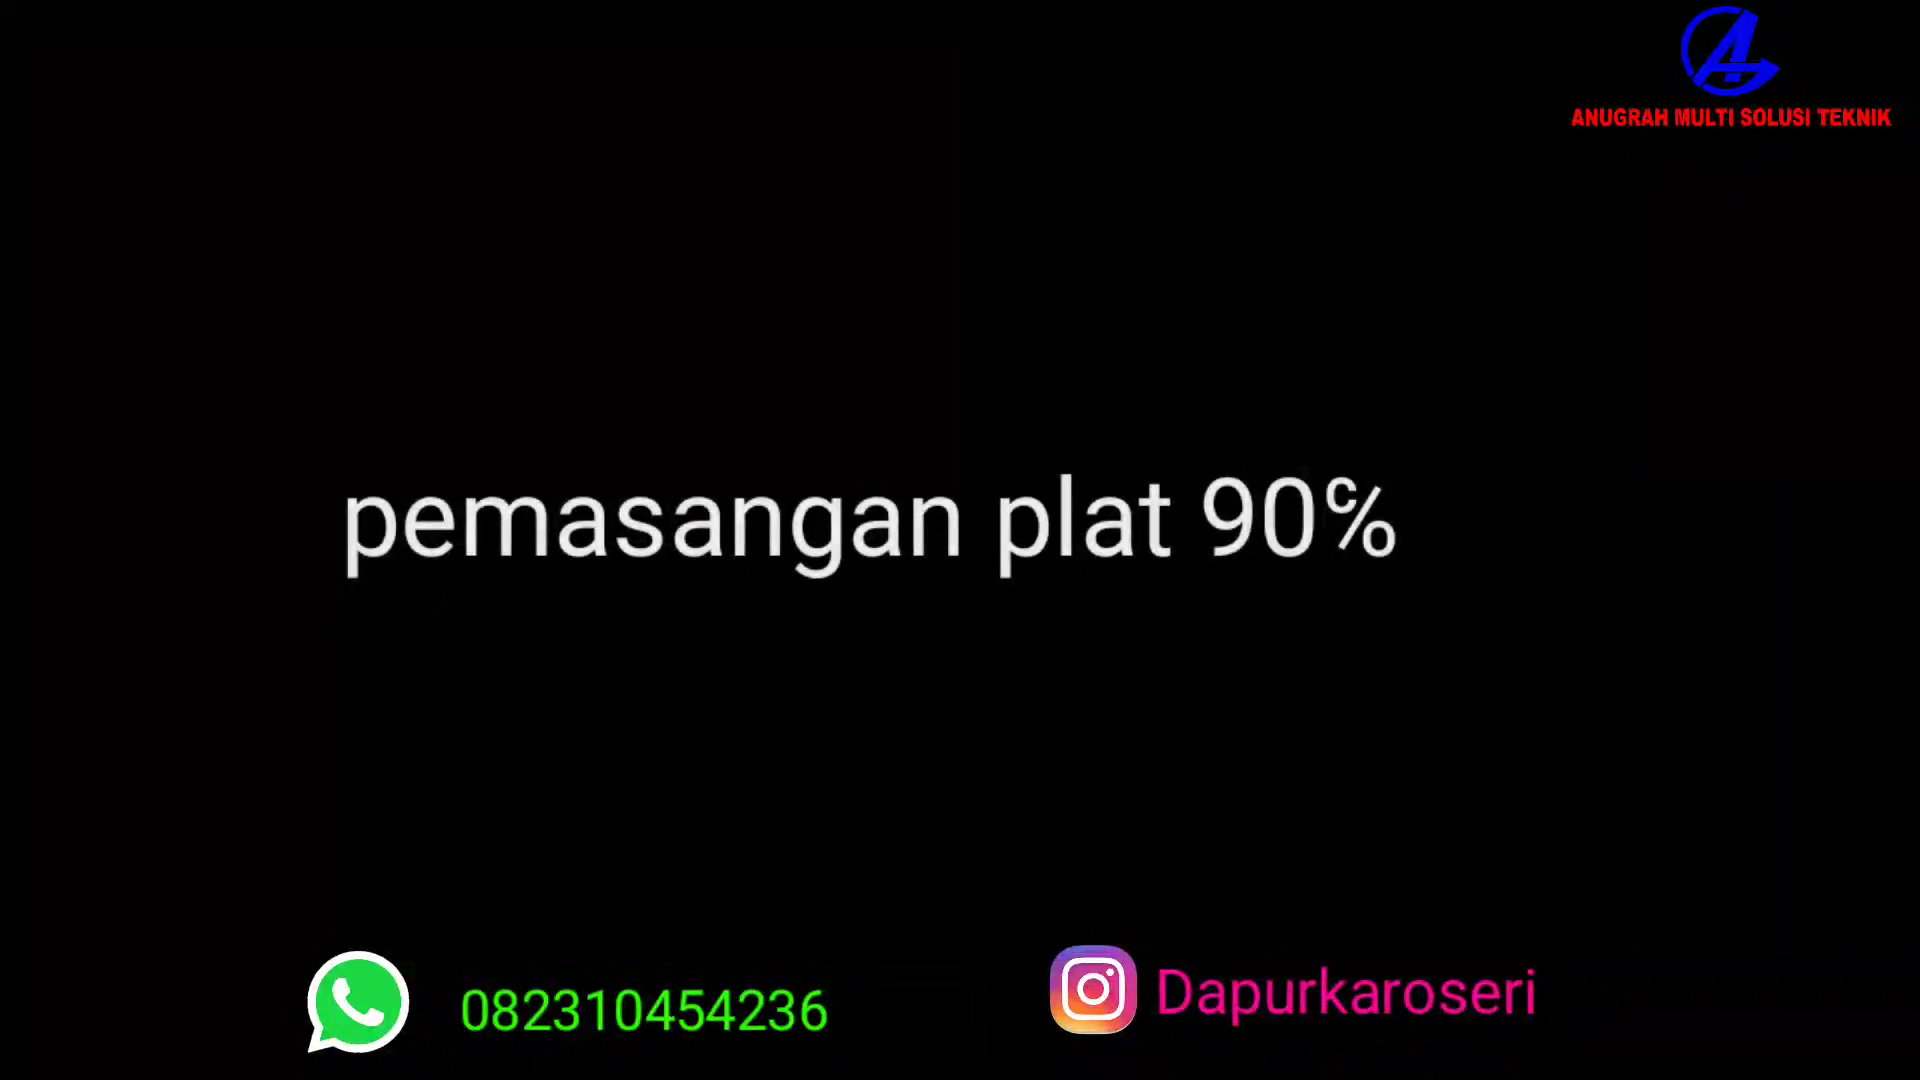 ANUGRAH MULTI SOLUSI TEKNIK
pemasangan plat 90%
082310454236
Dapurkaroseri